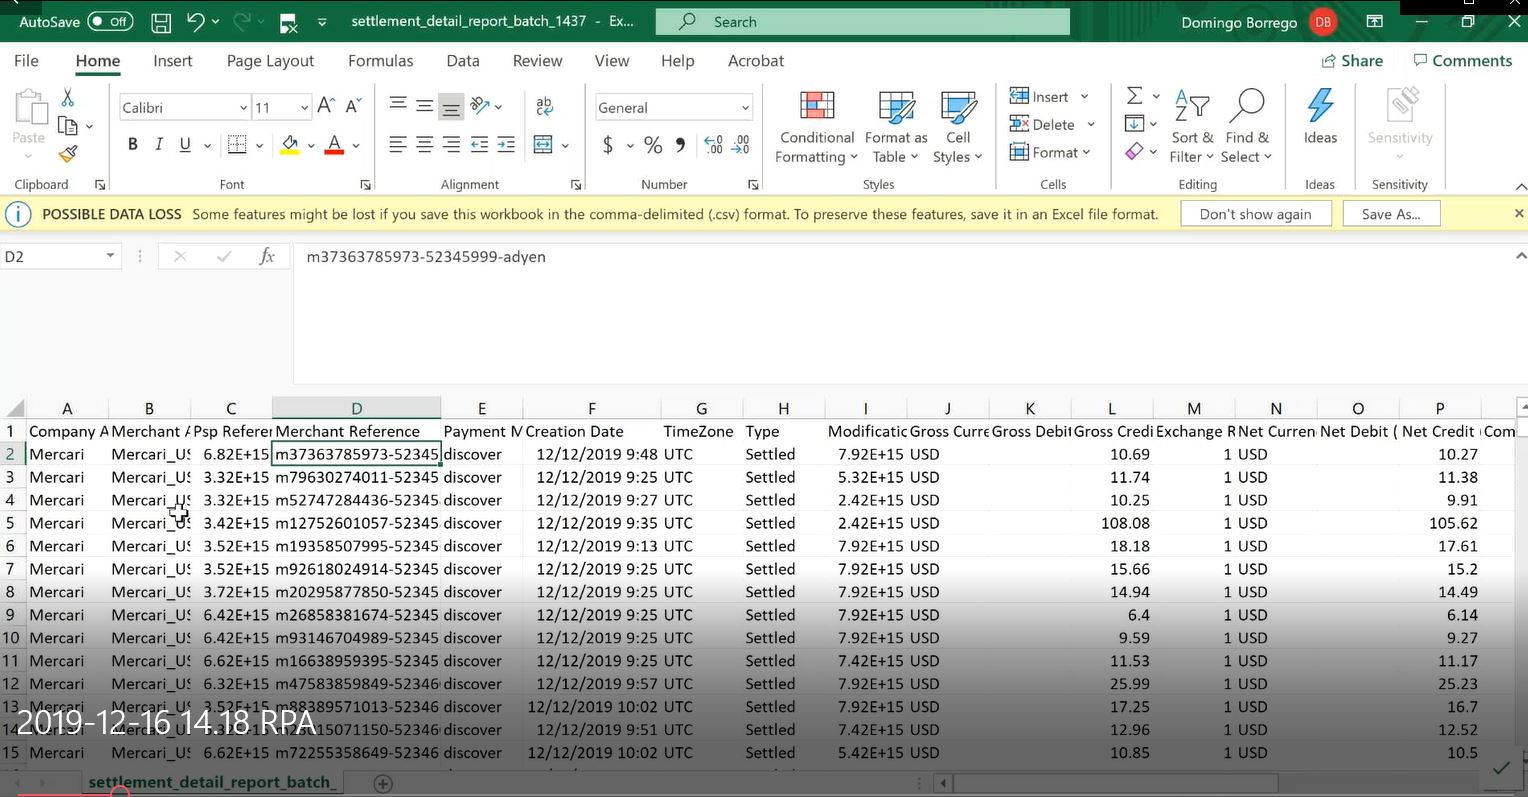 AutoSave Off settlement_detail_report_batch_1437 - Ex... Search Domingo Borrego DB
File Home Insert Page Layout Formulas Data Review View Help Acrobat Share Comments
Paste Calibri 11 General Conditional Formatting Format as Table Cell Styles Insert Delete Format Sort & Filter Find & Select Ideas Sensitivity
B I U A $ % ,
Clipboard Font Alignment Number Styles Cells Editing Ideas Sensitivity
POSSIBLE DATA LOSS Some features might be lost if you save this workbook in the comma-delimited (.csv) format. To preserve these features, save it in an Excel file format. Don't show again Save As...
D2 fx m37363785973-52345999-adyen
A B C D E F G H I J K L M N O P
1 Company A Merchant A Psp Referer Merchant Reference Payment M Creation Date TimeZone Type Modificatic Gross Curre Gross Debit Gross Credi Exchange R Net Curren Net Debit ( Net Credit Com
2 Mercari Mercari_US 6.82E+15 m37363785973-52345 discover 12/12/2019 9:48 UTC Settled 7.92E+15 USD 10.69 1 USD 10.27
3 Mercari Mercari_US 3.32E+15 m79630274011-52345 discover 12/12/2019 9:25 UTC Settled 5.32E+15 USD 11.74 1 USD 11.38
4 Mercari Mercari_US 3.32E+15 m52747284436-52345 discover 12/12/2019 9:27 UTC Settled 2.42E+15 USD 10.25 1 USD 9.91
5 Mercari Mercari_US 3.42E+15 m12752601057-52345 discover 12/12/2019 9:35 UTC Settled 2.42E+15 USD 108.08 1 USD 105.62
6 Mercari Mercari_US 3.52E+15 m19358507995-52345 discover 12/12/2019 9:13 UTC Settled 7.92E+15 USD 18.18 1 USD 17.61
7 Mercari Mercari_US 3.52E+15 m92618024914-52345 discover 12/12/2019 9:25 UTC Settled 7.92E+15 USD 15.66 1 USD 15.2
8 Mercari Mercari_US 3.72E+15 m20295877850-52345 discover 12/12/2019 9:25 UTC Settled 7.92E+15 USD 14.94 1 USD 14.49
9 Mercari Mercari_US 6.42E+15 m26858381674-52345 discover 12/12/2019 9:25 UTC Settled 7.92E+15 USD 6.4 1 USD 6.14
10 Mercari Mercari_US 6.42E+15 m93146704989-52345 discover 12/12/2019 9:25 UTC Settled 7.92E+15 USD 9.59 1 USD 9.27
11 Mercari Mercari_US 6.62E+15 m16638959395-52345 discover 12/12/2019 9:25 UTC Settled 7.42E+15 USD 11.53 1 USD 11.17
12 Mercari Mercari_US 6.32E+15 m47583859849-52346 discover 12/12/2019 9:57 UTC Settled 7.92E+15 USD 25.99 1 USD 25.23
13 Mercari m88389571013-52346 discover 12/12/2019 10:02 UTC Settled 7.92E+15 USD 17.25 1 USD 16.7
2019-12-16 14.18 RPA
14 discover 12/12/2019 9:51 UTC Settled 7.42E+15 USD 12.96 1 USD 12.52
15 Mercari Mercari_US 6.62E+15 m72255358649-52346 discover 12/12/2019 10:02 UTC Settled 5.42E+15 USD 10.85 1 USD 10.5
settlement_detail_report_batch_